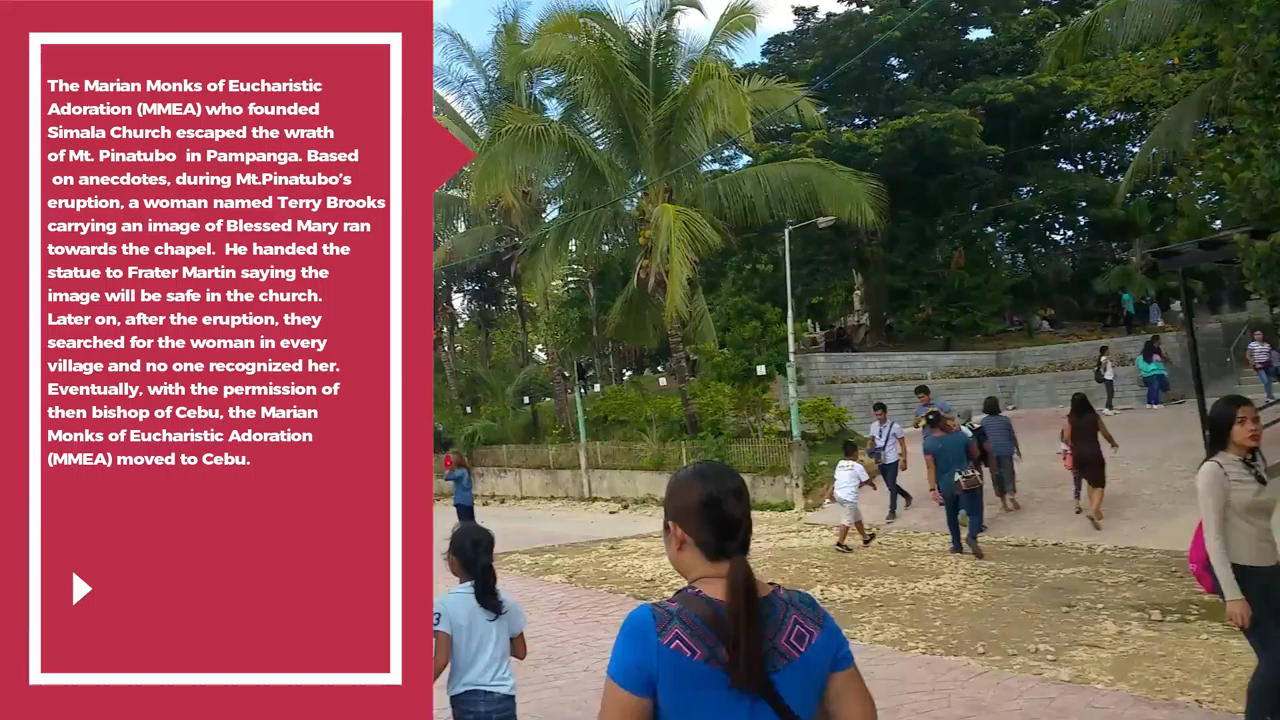 The Marian Monks of Eucharistic
Adoration (MMEA) who founded
Simala Church escaped the wrath
of Mt. Pinatubo in Pampanga. Based
on anecdotes, during Mt.Pinatubo's
eruption, a woman named Terry Brooks
carrying an image of Blessed Mary ran
towards the chapel. He handed the
statue to Frater Martin saying the
image will be safe in the church.
Later on, after the eruption, they
searched for the woman in every
village and no one recognized her.
Eventually, with the permission of
then bishop of Cebu, the Marian
Monks of Eucharistic Adoration
(MMEA) moved to Cebu.
3